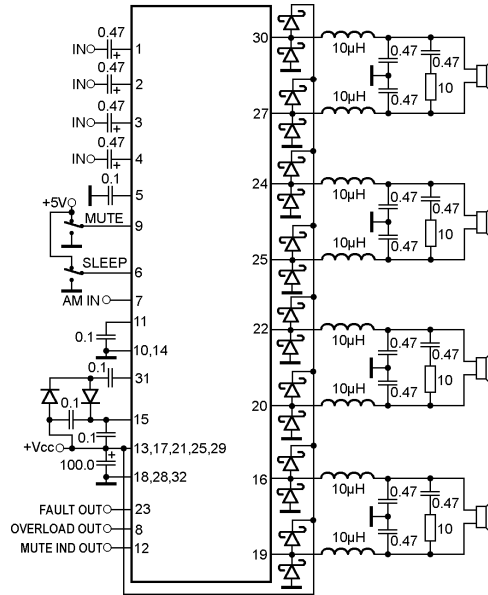 0.47
IN 1
0.47
IN 2
0.47
IN 3
0.47
IN 4
0.1
5
+5V
MUTE 9
SLEEP 6
AM IN 7
11
0.1
10,14
0.1
31
0.1
15
0.1
+Vcc 13,17,21,25,29
100.0
18,28,32
FAULT OUT 23
OVERLOAD OUT 8
MUTE IND OUT 12
30
10µH
0.47
0.47
10µH
0.47
10
27
24
10µH
0.47
0.47
10µH
0.47
10
25
22
10µH
0.47
0.47
10µH
0.47
10
20
16
10µH
0.47
0.47
10µH
0.47
10
19